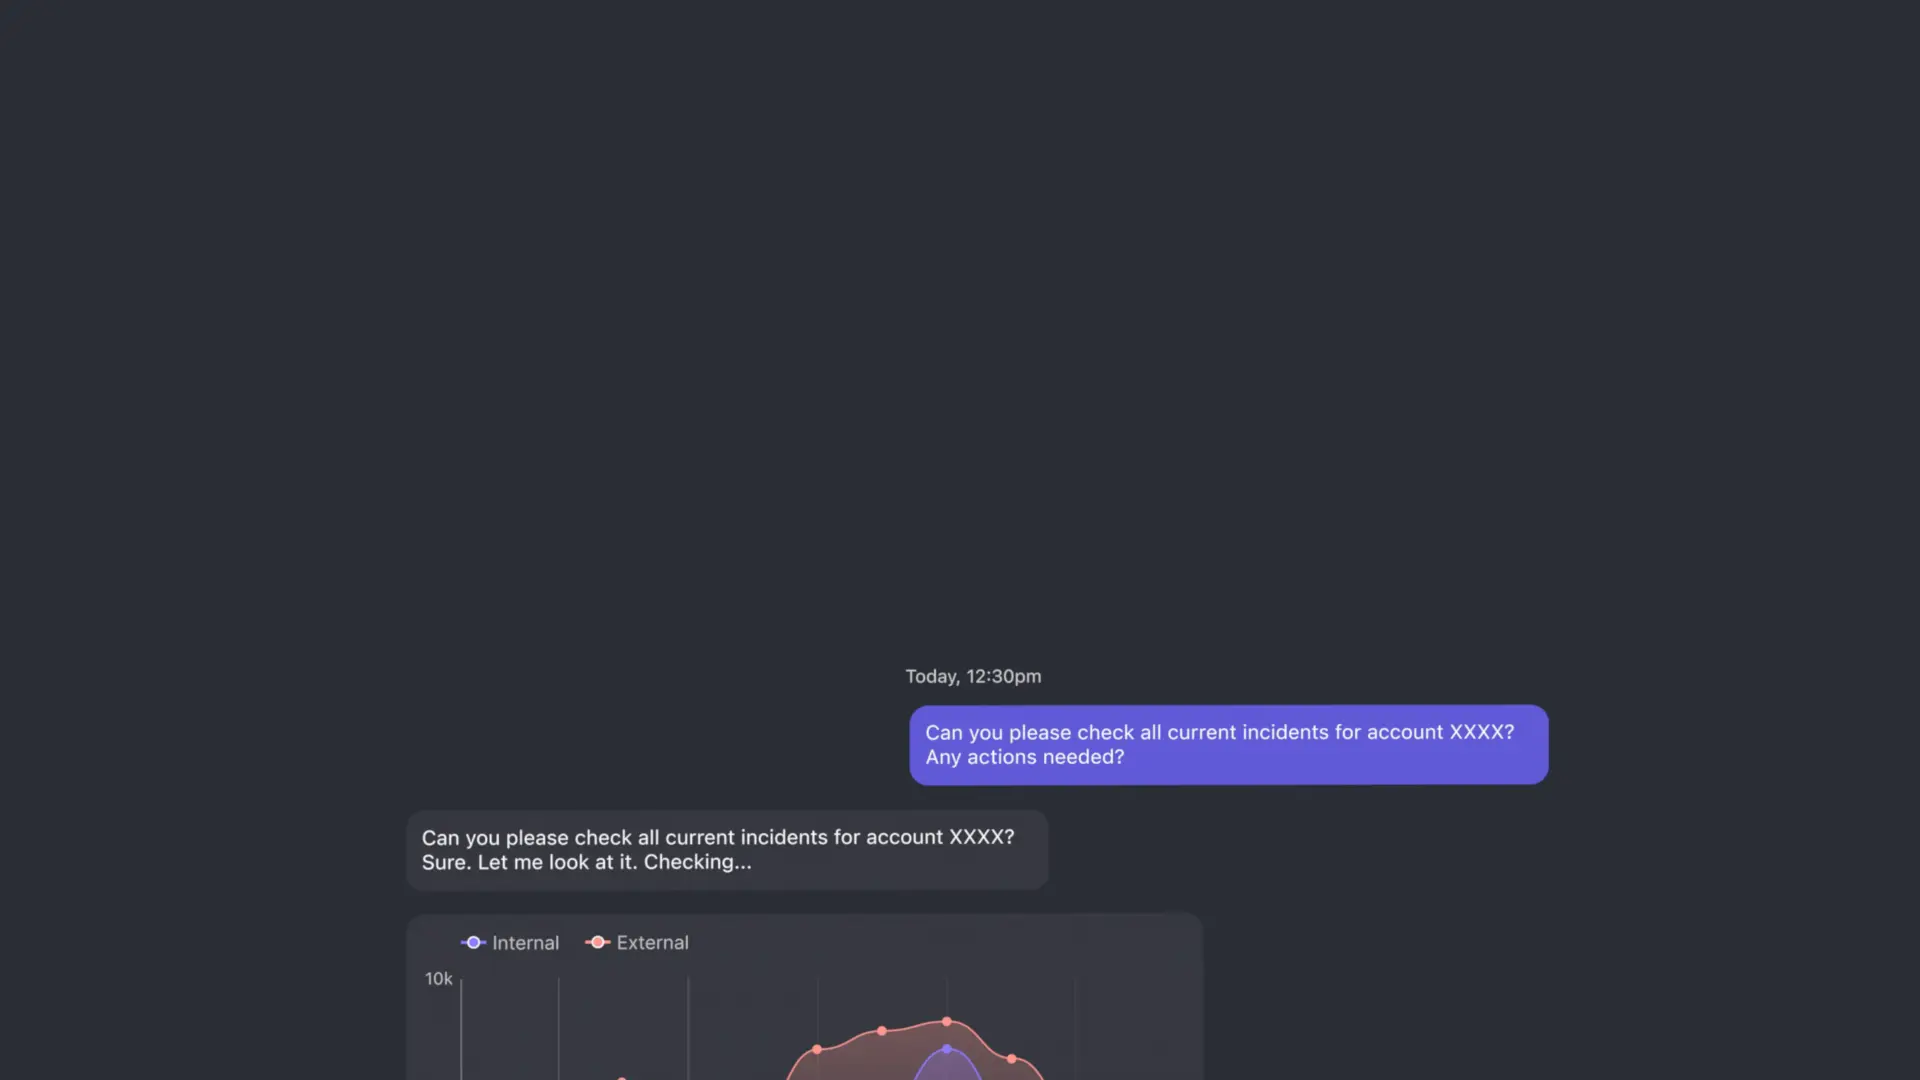 Today, 12:30pm
Can you please check all current incidents for account XXXX?
Any actions needed?
Can you please check all current incidents for account XXXX?
Sure. Let me look at it. Checking...
Internal External
10k